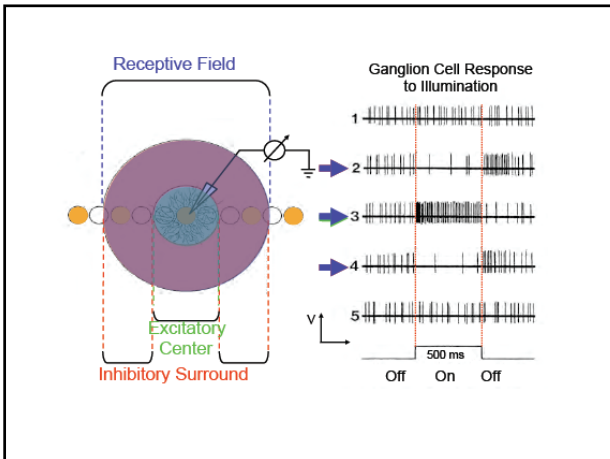 Receptive Field
Ganglion Cell Response
to Illumination
1
2
3
4
5
Excitatory
Center
Inhibitory Surround
V
500 ms
Off On Off